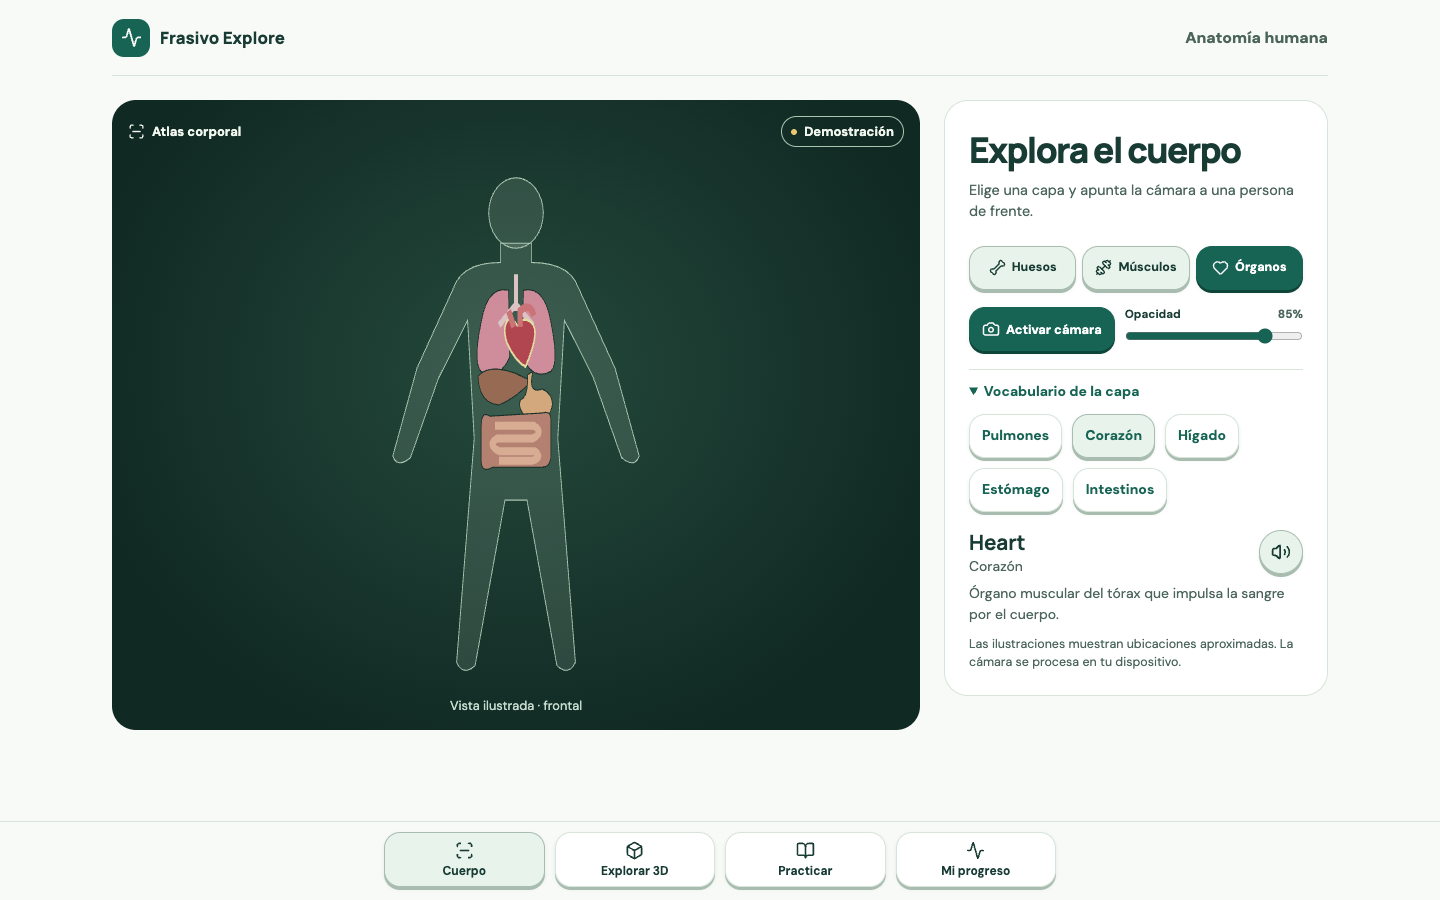 Frasivo Explore
Anatomía humana
Atlas corporal
Demostración
Vista ilustrada · frontal
Explora el cuerpo
Elige una capa y apunta la cámara a una persona
de frente.
Huesos
Músculos
Órganos
Activar cámara
Opacidad
85%
Vocabulario de la capa
Pulmones
Corazón
Hígado
Estómago
Intestinos
Heart
Corazón
Órgano muscular del tórax que impulsa la sangre
por el cuerpo.
Las ilustraciones muestran ubicaciones aproximadas. La
cámara se procesa en tu dispositivo.
Cuerpo
Explorar 3D
Practicar
Mi progreso